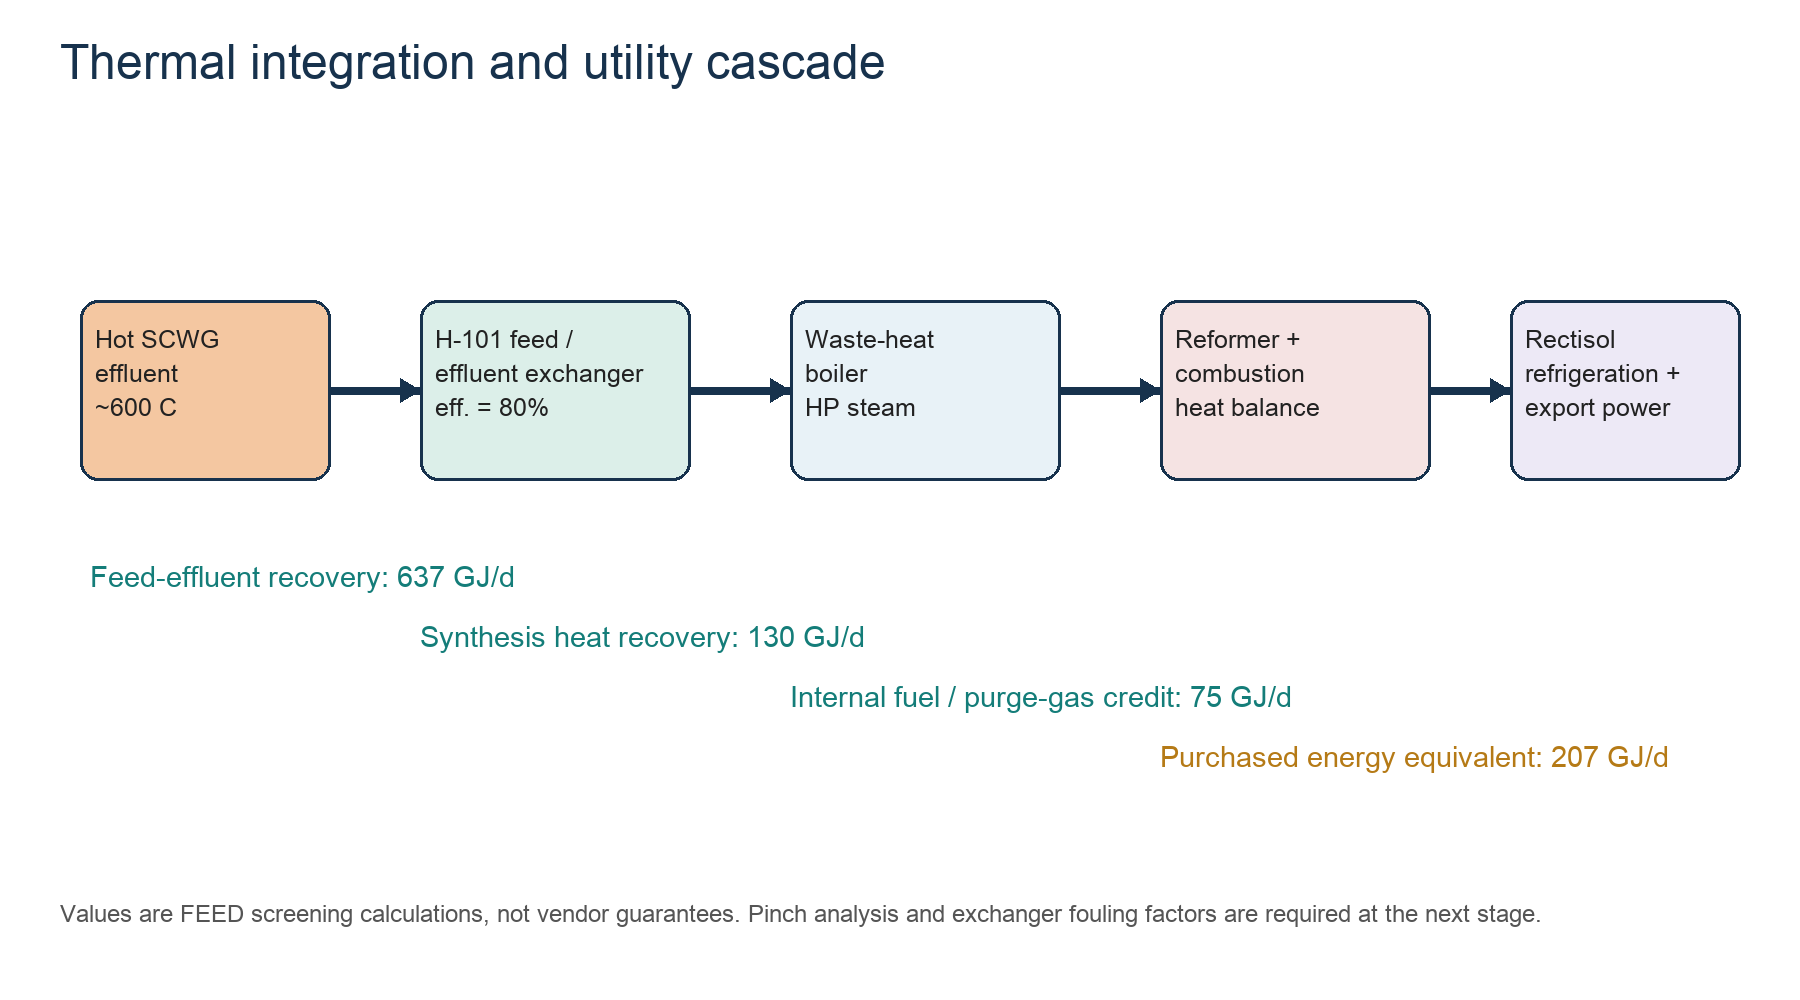 Thermal integration and utility cascade
Hot SCWG
effluent
~600 C
H-101 feed /
effluent exchanger
eff. = 80%
Waste-heat
boiler
HP steam
Reformer +
combustion
heat balance
Rectisol
refrigeration +
export power
Feed-effluent recovery: 637 GJ/d
Synthesis heat recovery: 130 GJ/d
Internal fuel / purge-gas credit: 75 GJ/d
Purchased energy equivalent: 207 GJ/d
Values are FEED screening calculations, not vendor guarantees. Pinch analysis and exchanger fouling factors are required at the next stage.